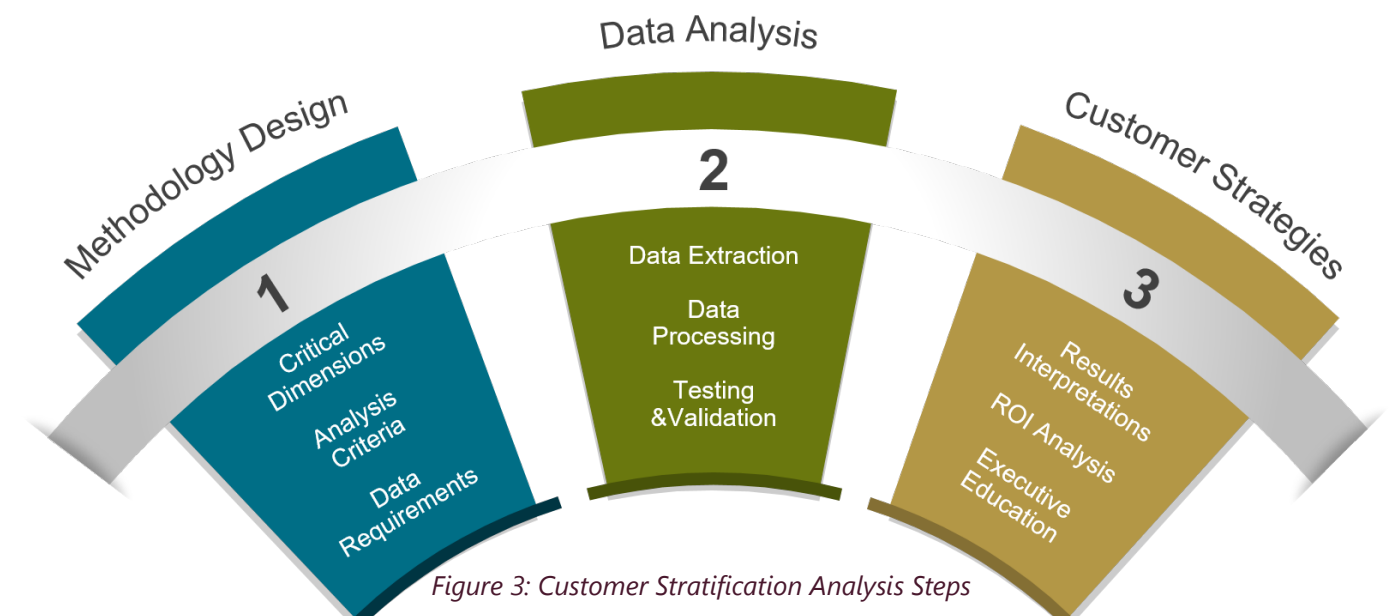 Methodology Design
1
Critical
Dimensions
Analysis
Criteria
Data
Requirements
Data Analysis
2
Data Extraction
Data
Processing
Testing
&Validation
Customer Strategies
3
Results
Interpretations
ROI Analysis
Executive
Education
Figure 3: Customer Stratification Analysis Steps